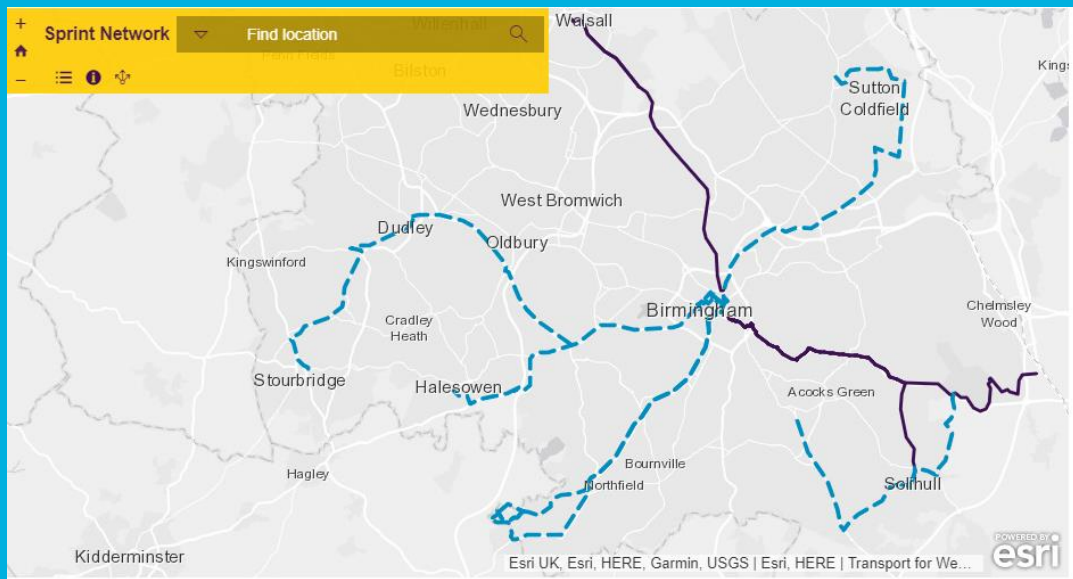 +
Sprint Network
Find location
−
Willenhall
Walsall
Bilston
Kings
Sutton
Coldfield
Wednesbury
West Bromwich
Dudley
Oldbury
Kingswinford
Birmingham
Chelmsley
Wood
Cradley
Heath
Stourbridge
Halesowen
Acocks Green
Hagley
Bournville
Northfield
Solihull
Kidderminster
Esri UK, Esri, HERE, Garmin, USGS | Esri, HERE | Transport for We...
POWERED BY
esri